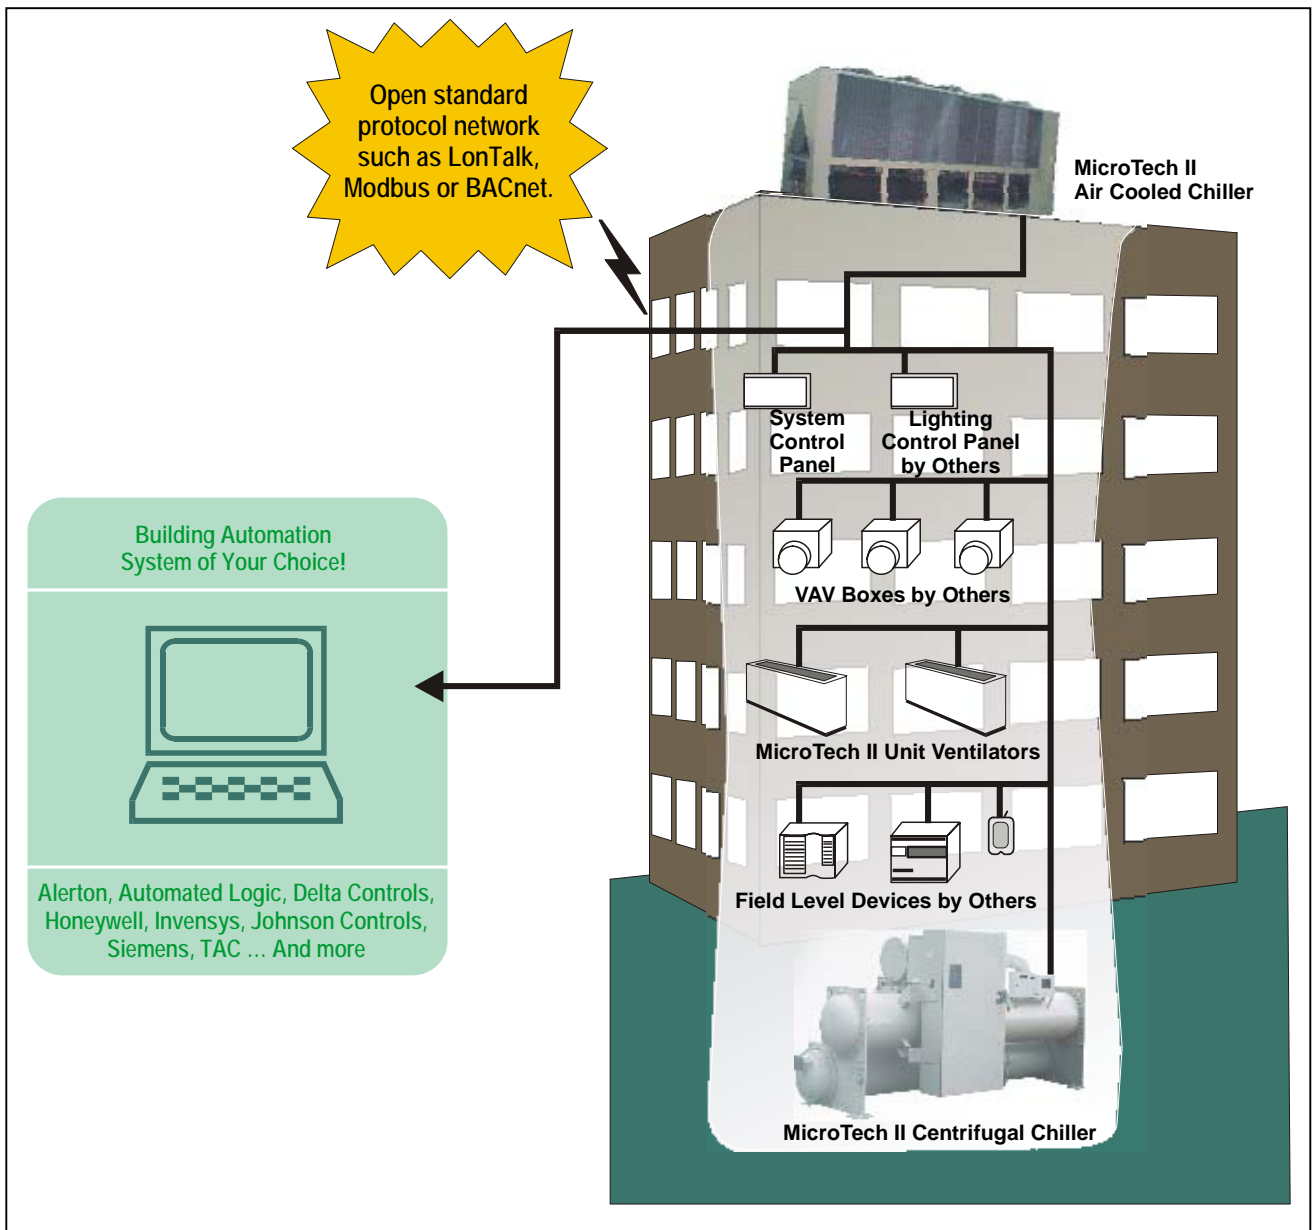 Open standard
protocol network
such as LonTalk,
Modbus or BACnet.
MicroTech II
Air Cooled Chiller
System
Control
Panel
Lighting
Control Panel
by Others
VAV Boxes by Others
Building Automation
System of Your Choice!
MicroTech II Unit Ventilators
Alerton, Automated Logic, Delta Controls,
Honeywell, Invensys, Johnson Controls,
Siemens, TAC ... And more
Field Level Devices by Others
MicroTech II Centrifugal Chiller